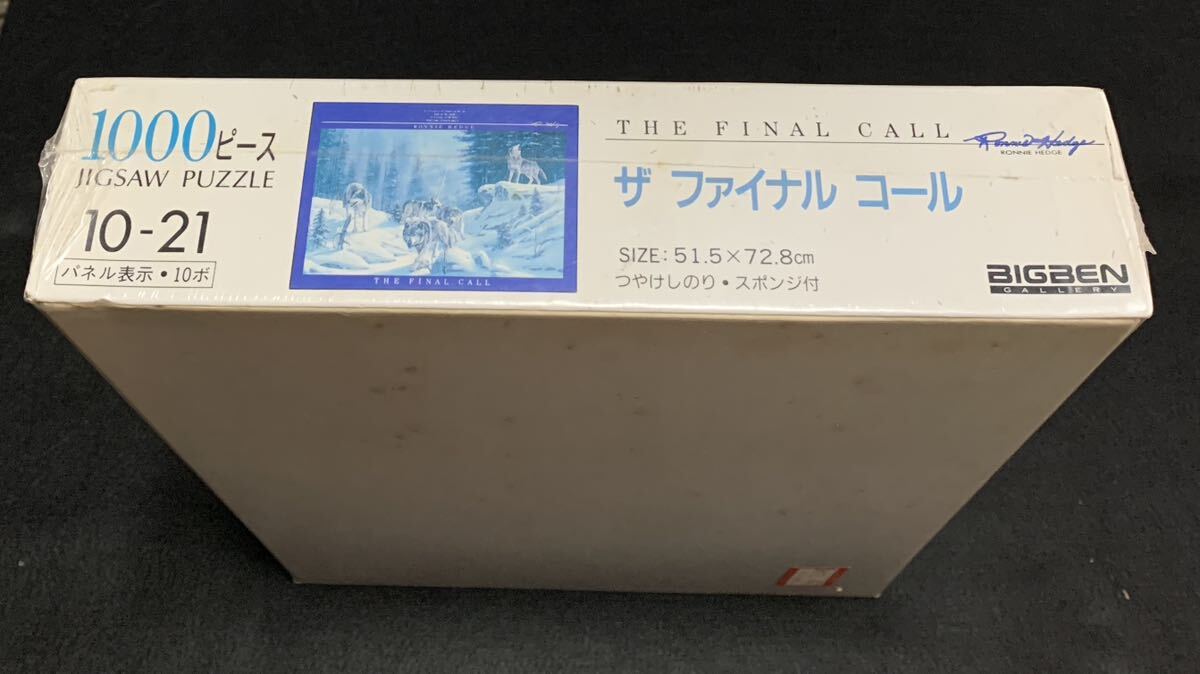 1000ピース
JIGSAW PUZZLE
10-21
パネル表示・10ボ
RONNIE HEDGE
THE FINAL CALL
THE FINAL CALL
Ronnie Hedge
RONNIE HEDGE
ザ ファイナル コール
SIZE: 51.5×72.8cm
つやけしのり・スポンジ付
BIGBEN
GALLERY